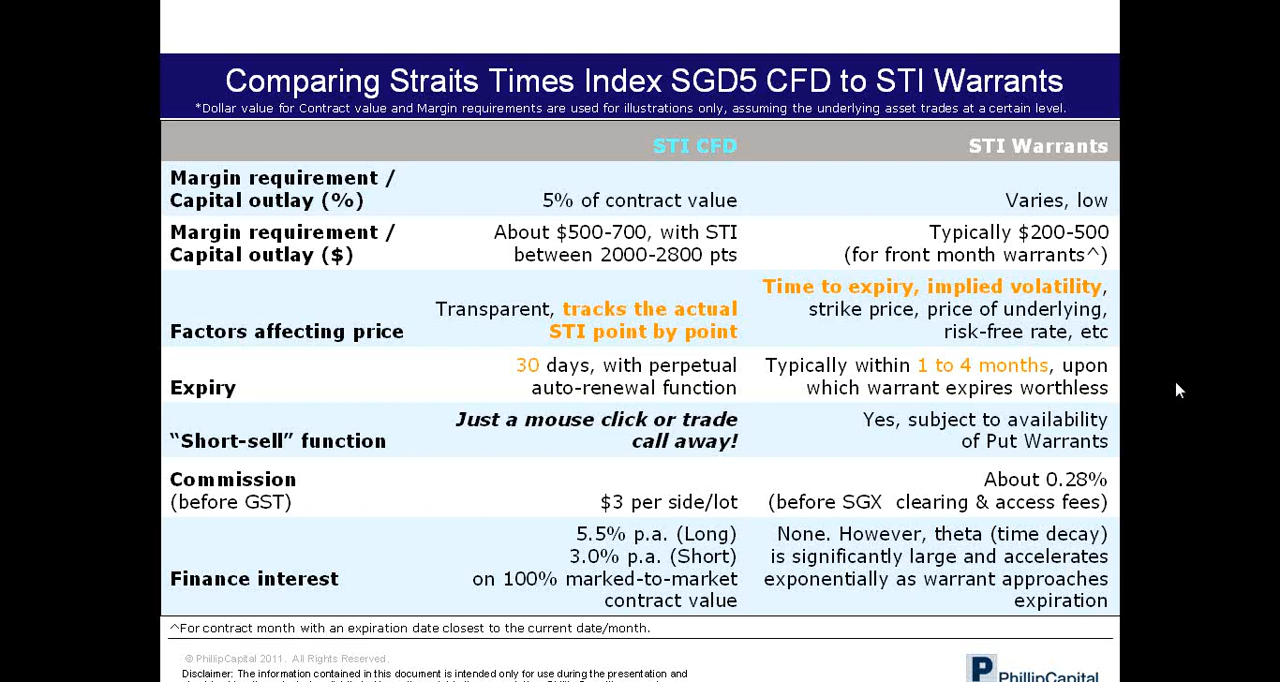 Comparing Straits Times Index SGD5 CFD to STI Warrants
*Dollar value for Contract value and Margin requirements are used for illustrations only, assuming the underlying asset trades at a certain level.
STI CFD
STI Warrants
Margin requirement /
Capital outlay (%)
5% of contract value
Varies, low
Margin requirement /
Capital outlay ($)
About $500-700, with STI
between 2000-2800 pts
Typically $200-500
(for front month warrants^)
Factors affecting price
Transparent, tracks the actual
STI point by point
Time to expiry, implied volatility,
strike price, price of underlying,
risk-free rate, etc
Expiry
30 days, with perpetual
auto-renewal function
Typically within 1 to 4 months, upon
which warrant expires worthless
“Short-sell” function
Just a mouse click or trade
call away!
Yes, subject to availability
of Put Warrants
Commission
(before GST)
$3 per side/lot
About 0.28%
(before SGX clearing & access fees)
Finance interest
5.5% p.a. (Long)
3.0% p.a. (Short)
on 100% marked-to-market
contract value
None. However, theta (time decay)
is significantly large and accelerates
exponentially as warrant approaches
expiration
^For contract month with an expiration date closest to the current date/month.
© PhillipCapital 2011. All Rights Reserved.
Disclaimer: The information contained in this document is intended only for use during the presentation and
P PhillipCapital